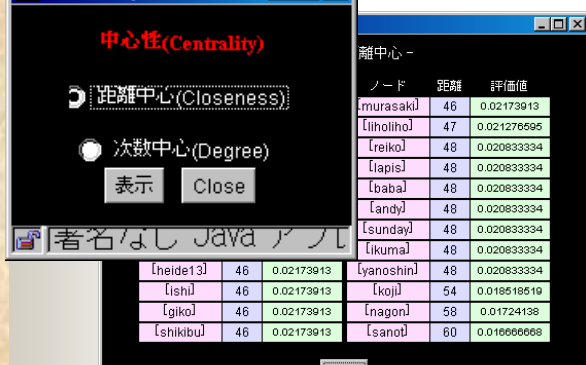 中心性(Centrality)
距離中心(Closeness)
次数中心(Degree)
表示 Close
署名なし Java アプレ
離中心 -
ノード 距離 評価値
[murasaki] 46 0.02173913
[liholiho] 47 0.021276595
[reiko] 48 0.020833334
[lapis] 48 0.020833334
[baba] 48 0.020833334
[andy] 48 0.020833334
[sunday] 48 0.020833334
[ikuma] 48 0.020833334
[heide13] 46 0.02173913 [yanoshin] 48 0.020833334
[ishi] 46 0.02173913 [koji] 54 0.018518519
[giko] 46 0.02173913 [nagon] 58 0.01724138
[shikibu] 46 0.02173913 [sanot] 60 0.016666668